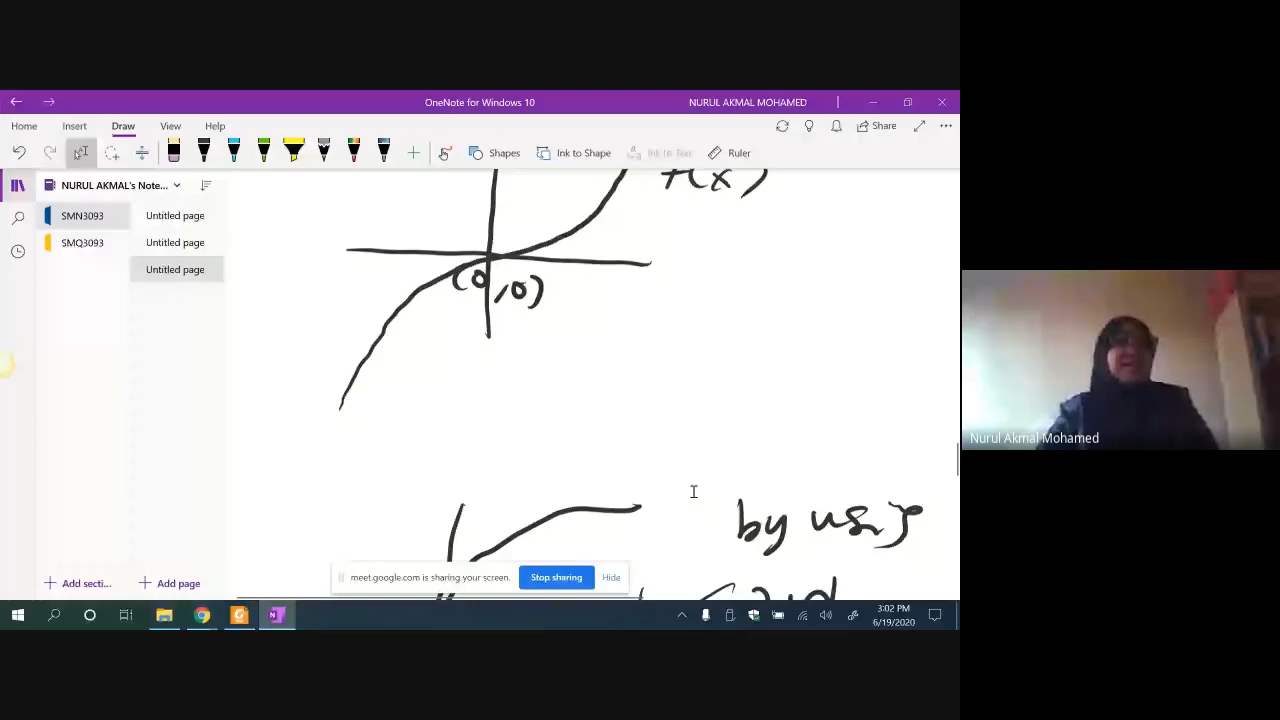 OneNote for Windows 10
NURUL AKMAL MOHAMED
Home Insert Draw View Help
Share
Shapes
Ink to Shape
Ink to Text
Ruler
NURUL AKMAL's Note...
SMN3093
SMQ3093
Untitled page
Untitled page
Untitled page
f(x)
(0,0)
by using
2nd
meet.google.com is sharing your screen.
Stop sharing
Hide
Add secti...
Add page
3:02 PM
6/19/2020
Nurul Akmal Mohamed